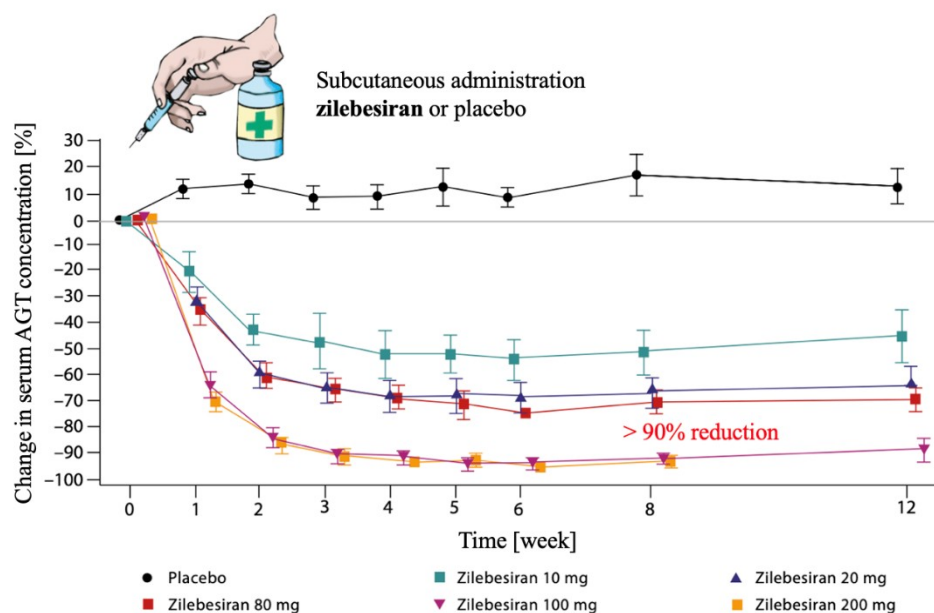 Subcutaneous administration
zilebesiran or placebo
Change in serum AGT concentration [%]
30
20
10
0
–10
–20
–30
–40
–50
–60
–70
–80
–90
–100
> 90% reduction
0
1
2
3
4
5
6
8
12
Time [week]
Placebo
Zilebesiran 10 mg
Zilebesiran 20 mg
Zilebesiran 80 mg
Zilebesiran 100 mg
Zilebesiran 200 mg